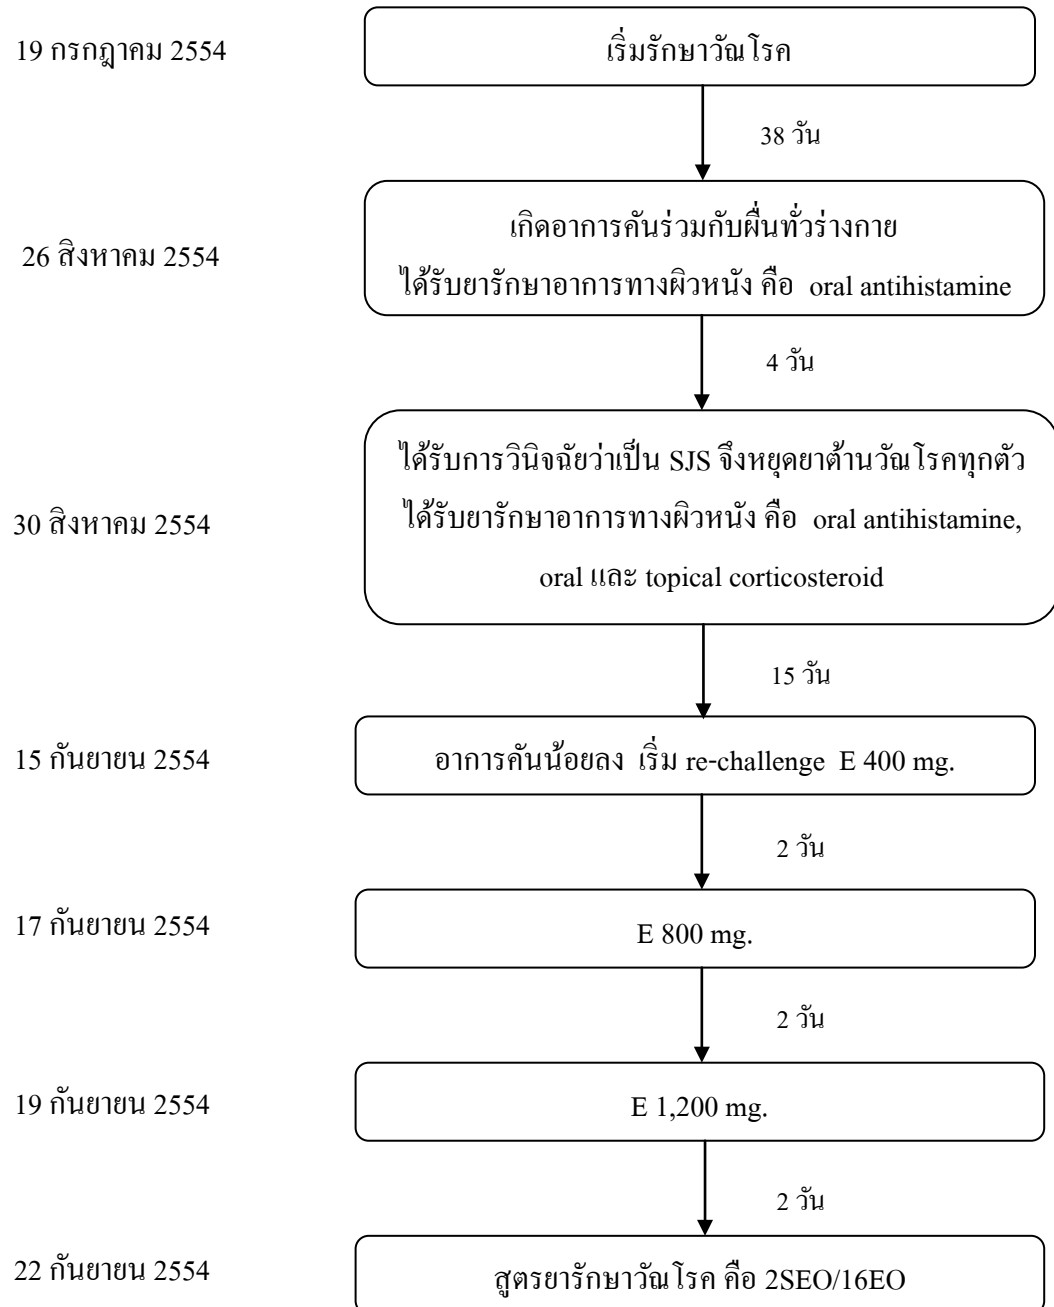 19 กรกฎาคม 2554
เริ่มรักษาวัณโรค
38 วัน
26 สิงหาคม 2554
เกิดอาการคันร่วมกับผื่นทั่วร่างกาย
ได้รับยารักษาอาการทางผิวหนัง คือ oral antihistamine
4 วัน
30 สิงหาคม 2554
ได้รับการวินิจฉัยว่าเป็น SJS จึงหยุดยาต้านวัณโรคทุกตัว
ได้รับยารักษาอาการทางผิวหนัง คือ oral antihistamine,
oral และ topical corticosteroid
15 วัน
15 กันยายน 2554
อาการคันน้อยลง เริ่ม re-challenge E 400 mg.
2 วัน
17 กันยายน 2554
E 800 mg.
2 วัน
19 กันยายน 2554
E 1,200 mg.
2 วัน
22 กันยายน 2554
สูตรยารักษาวัณโรค คือ 2SEO/16EO